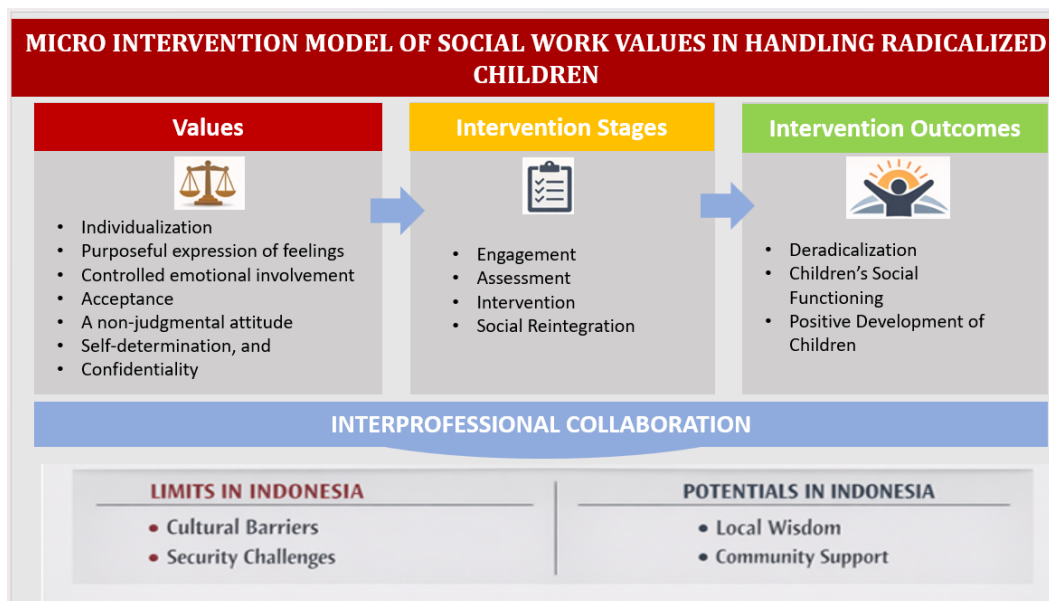 MICRO INTERVENTION MODEL OF SOCIAL WORK VALUES IN HANDLING RADICALIZED
CHILDREN
Values
• Individualization
• Purposeful expression of feelings
• Controlled emotional involvement
• Acceptance
• A non-judgmental attitude
• Self-determination, and
• Confidentiality
Intervention Stages
• Engagement
• Assessment
• Intervention
• Social Reintegration
Intervention Outcomes
• Deradicalization
• Children’s Social
Functioning
• Positive Development of
Children
INTERPROFESSIONAL COLLABORATION
LIMITS IN INDONESIA
• Cultural Barriers
• Security Challenges
POTENTIALS IN INDONESIA
• Local Wisdom
• Community Support